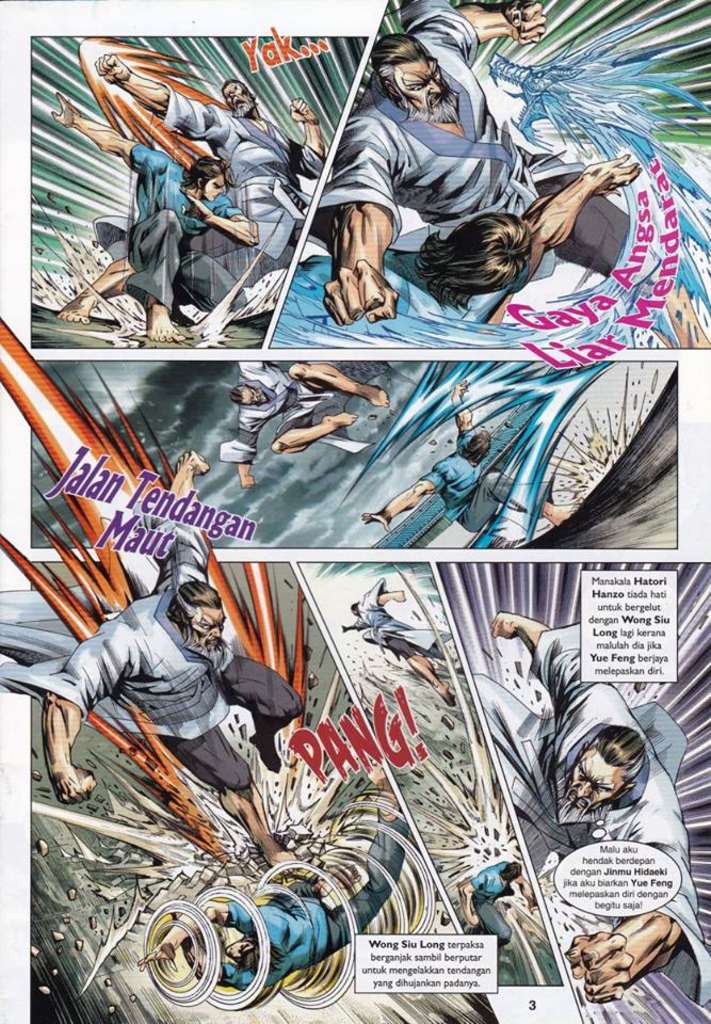 Yak...
Gaya Angsa
Liar Mendarat
Jalan Tendangan
Maut
PANG!
Manakala Hatori
Hanzo tiada hati
untuk bergelut
dengan Wong Siu
Long lagi kerana
malulah dia jika
Yue Feng berjaya
melepaskan diri.
Malu aku
hendak berdepan
dengan Jinmu Hidaeki
jika aku biarkan Yue Feng
melepaskan diri dengan
begitu saja!
Wong Siu Long terpaksa
berganjak sambil berputar
untuk mengelakkan tendangan
yang dihujankan padanya.
3